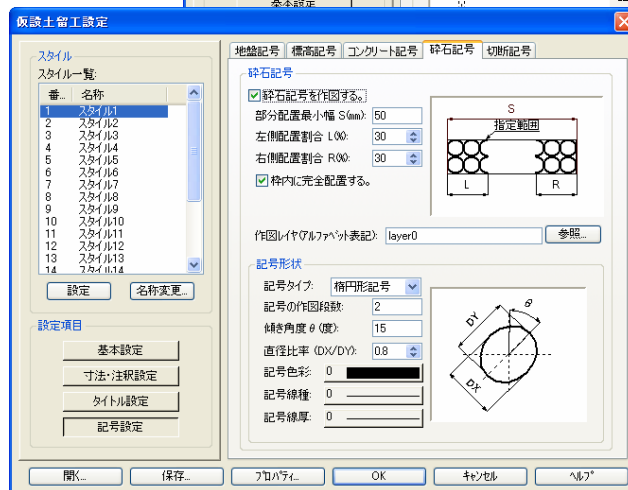 基本設定
仮設土留工設定
スタイル
スタイル一覧:
番... 名称
1 スタイル1
2 スタイル2
3 スタイル3
4 スタイル4
5 スタイル5
6 スタイル6
7 スタイル7
8 スタイル8
9 スタイル9
10 スタイル10
11 スタイル11
12 スタイル12
13 スタイル13
14 スタイル14
設定 名称変更...
設定項目
基本設定
寸法・注釈設定
タイトル設定
記号設定
地盤記号 標高記号 コンクリート記号 砕石記号 切断記号
砕石記号
砕石記号を作図する。
部分配置最小幅 S(mm): 50
左側配置割合 L(%): 30
右側配置割合 R(%): 30
枠内に完全配置する。
S
指定範囲
L R
作図レイヤ(アルファベット表記): layer0 参照...
記号形状
記号タイプ: 楕円形記号
記号の作図段数: 2
傾き角度 θ (度): 15
直径比率 (DX/DY): 0.8
記号色彩: 0
記号線種: 0
記号線厚: 0
DY θ
DX
開く... 保存... プロパティ... OK キャンセル ヘルプ